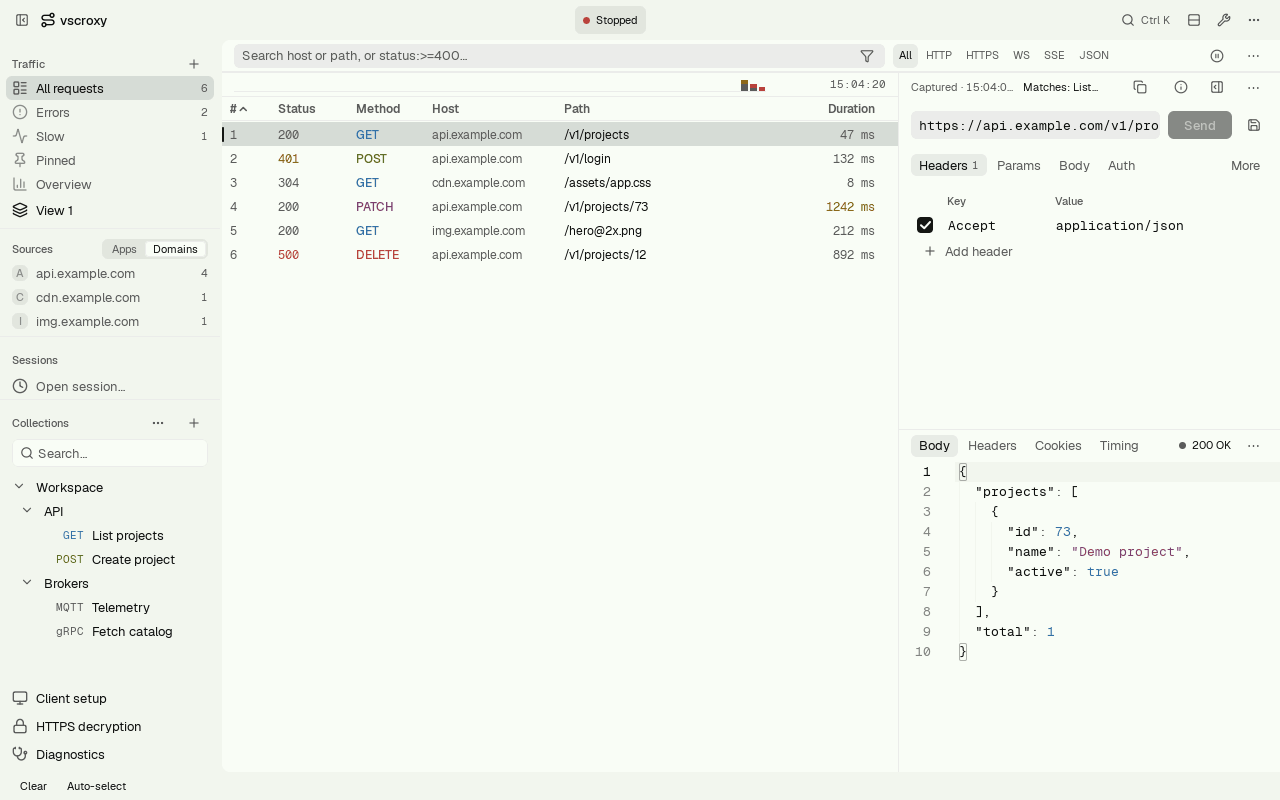 vscroxy
Stopped
Ctrl K
Traffic
All requests 6
Errors 2
Slow 1
Pinned
Overview
View 1
Sources Apps Domains
A api.example.com 4
C cdn.example.com 1
I img.example.com 1
Sessions
Open session...
Collections
Search...
Workspace
API
GET List projects
POST Create project
Brokers
MQTT Telemetry
gRPC Fetch catalog
Client setup
HTTPS decryption
Diagnostics
Clear Auto-select
Search host or path, or status:>=400...
All HTTP HTTPS WS SSE JSON
15:04:20
# Status Method Host Path Duration
1 200 GET api.example.com /v1/projects 47 ms
2 401 POST api.example.com /v1/login 132 ms
3 304 GET cdn.example.com /assets/app.css 8 ms
4 200 PATCH api.example.com /v1/projects/73 1242 ms
5 200 GET img.example.com /hero@2x.png 212 ms
6 500 DELETE api.example.com /v1/projects/12 892 ms
Captured · 15:04:0... Matches: List...
https://api.example.com/v1/pro Send
Headers 1 Params Body Auth More
Key Value
Accept application/json
Add header
Body Headers Cookies Timing 200 OK
1 {
2 "projects": [
3 {
4 "id": 73,
5 "name": "Demo project",
6 "active": true
7 }
8 ],
9 "total": 1
10 }